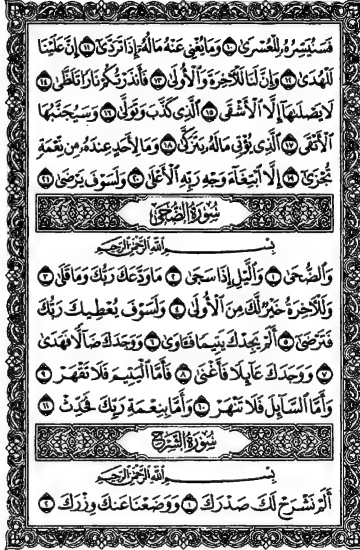 فَسَنُيَسِّرُهُۥ لِلْعُسْرَىٰ ١٠ وَمَا يُغْنِى عَنْهُ مَالُهُۥٓ إِذَا تَرَدَّىٰٓ ١١ إِنَّ عَلَيْنَا
لَلْهُدَىٰ ١٢ وَإِنَّ لَنَا لَلْـَٔاخِرَةَ وَٱلْأُولَىٰ ١٣ فَأَنذَرْتُكُمْ نَارًا تَلَظَّىٰ ١٤
لَا يَصْلَىٰهَآ إِلَّا ٱلْأَشْقَى ١٥ ٱلَّذِى كَذَّبَ وَتَوَلَّىٰ ١٦ وَسَيُجَنَّبُهَا
ٱلْأَتْقَى ١٧ ٱلَّذِى يُؤْتِى مَالَهُۥ يَتَزَكَّىٰ ١٨ وَمَا لِأَحَدٍ عِندَهُۥ مِن نِّعْمَةٍ
تُجْزَىٰٓ ١٩ إِلَّا ٱبْتِغَآءَ وَجْهِ رَبِّهِ ٱلْأَعْلَىٰ ٢٠ وَلَسَوْفَ يَرْضَىٰ ٢١
سُورَةُ الضُّحَىٰ
بِسْمِ ٱللَّهِ ٱلرَّحْمَٰنِ ٱلرَّحِيمِ
وَٱلضُّحَىٰ ١ وَٱلَّيْلِ إِذَا سَجَىٰ ٢ مَا وَدَّعَكَ رَبُّكَ وَمَا قَلَىٰ ٣
وَلَلْـَٔاخِرَةُ خَيْرٌ لَّكَ مِنَ ٱلْأُولَىٰ ٤ وَلَسَوْفَ يُعْطِيكَ رَبُّكَ
فَتَرْضَىٰٓ ٥ أَلَمْ يَجِدْكَ يَتِيمًا فَـَٔاوَىٰ ٦ وَوَجَدَكَ ضَآلًّا فَهَدَىٰ
٧ وَوَجَدَكَ عَآئِلًا فَأَغْنَىٰ ٨ فَأَمَّا ٱلْيَتِيمَ فَلَا تَقْهَرْ ٩
وَأَمَّا ٱلسَّآئِلَ فَلَا تَنْهَرْ ١٠ وَأَمَّا بِنِعْمَةِ رَبِّكَ فَحَدِّثْ ١١
سُورَةُ الشَّرْحِ
بِسْمِ ٱللَّهِ ٱلرَّحْمَٰنِ ٱلرَّحِيمِ
أَلَمْ نَشْرَحْ لَكَ صَدْرَكَ ١ وَوَضَعْنَا عَنكَ وِزْرَكَ ٢